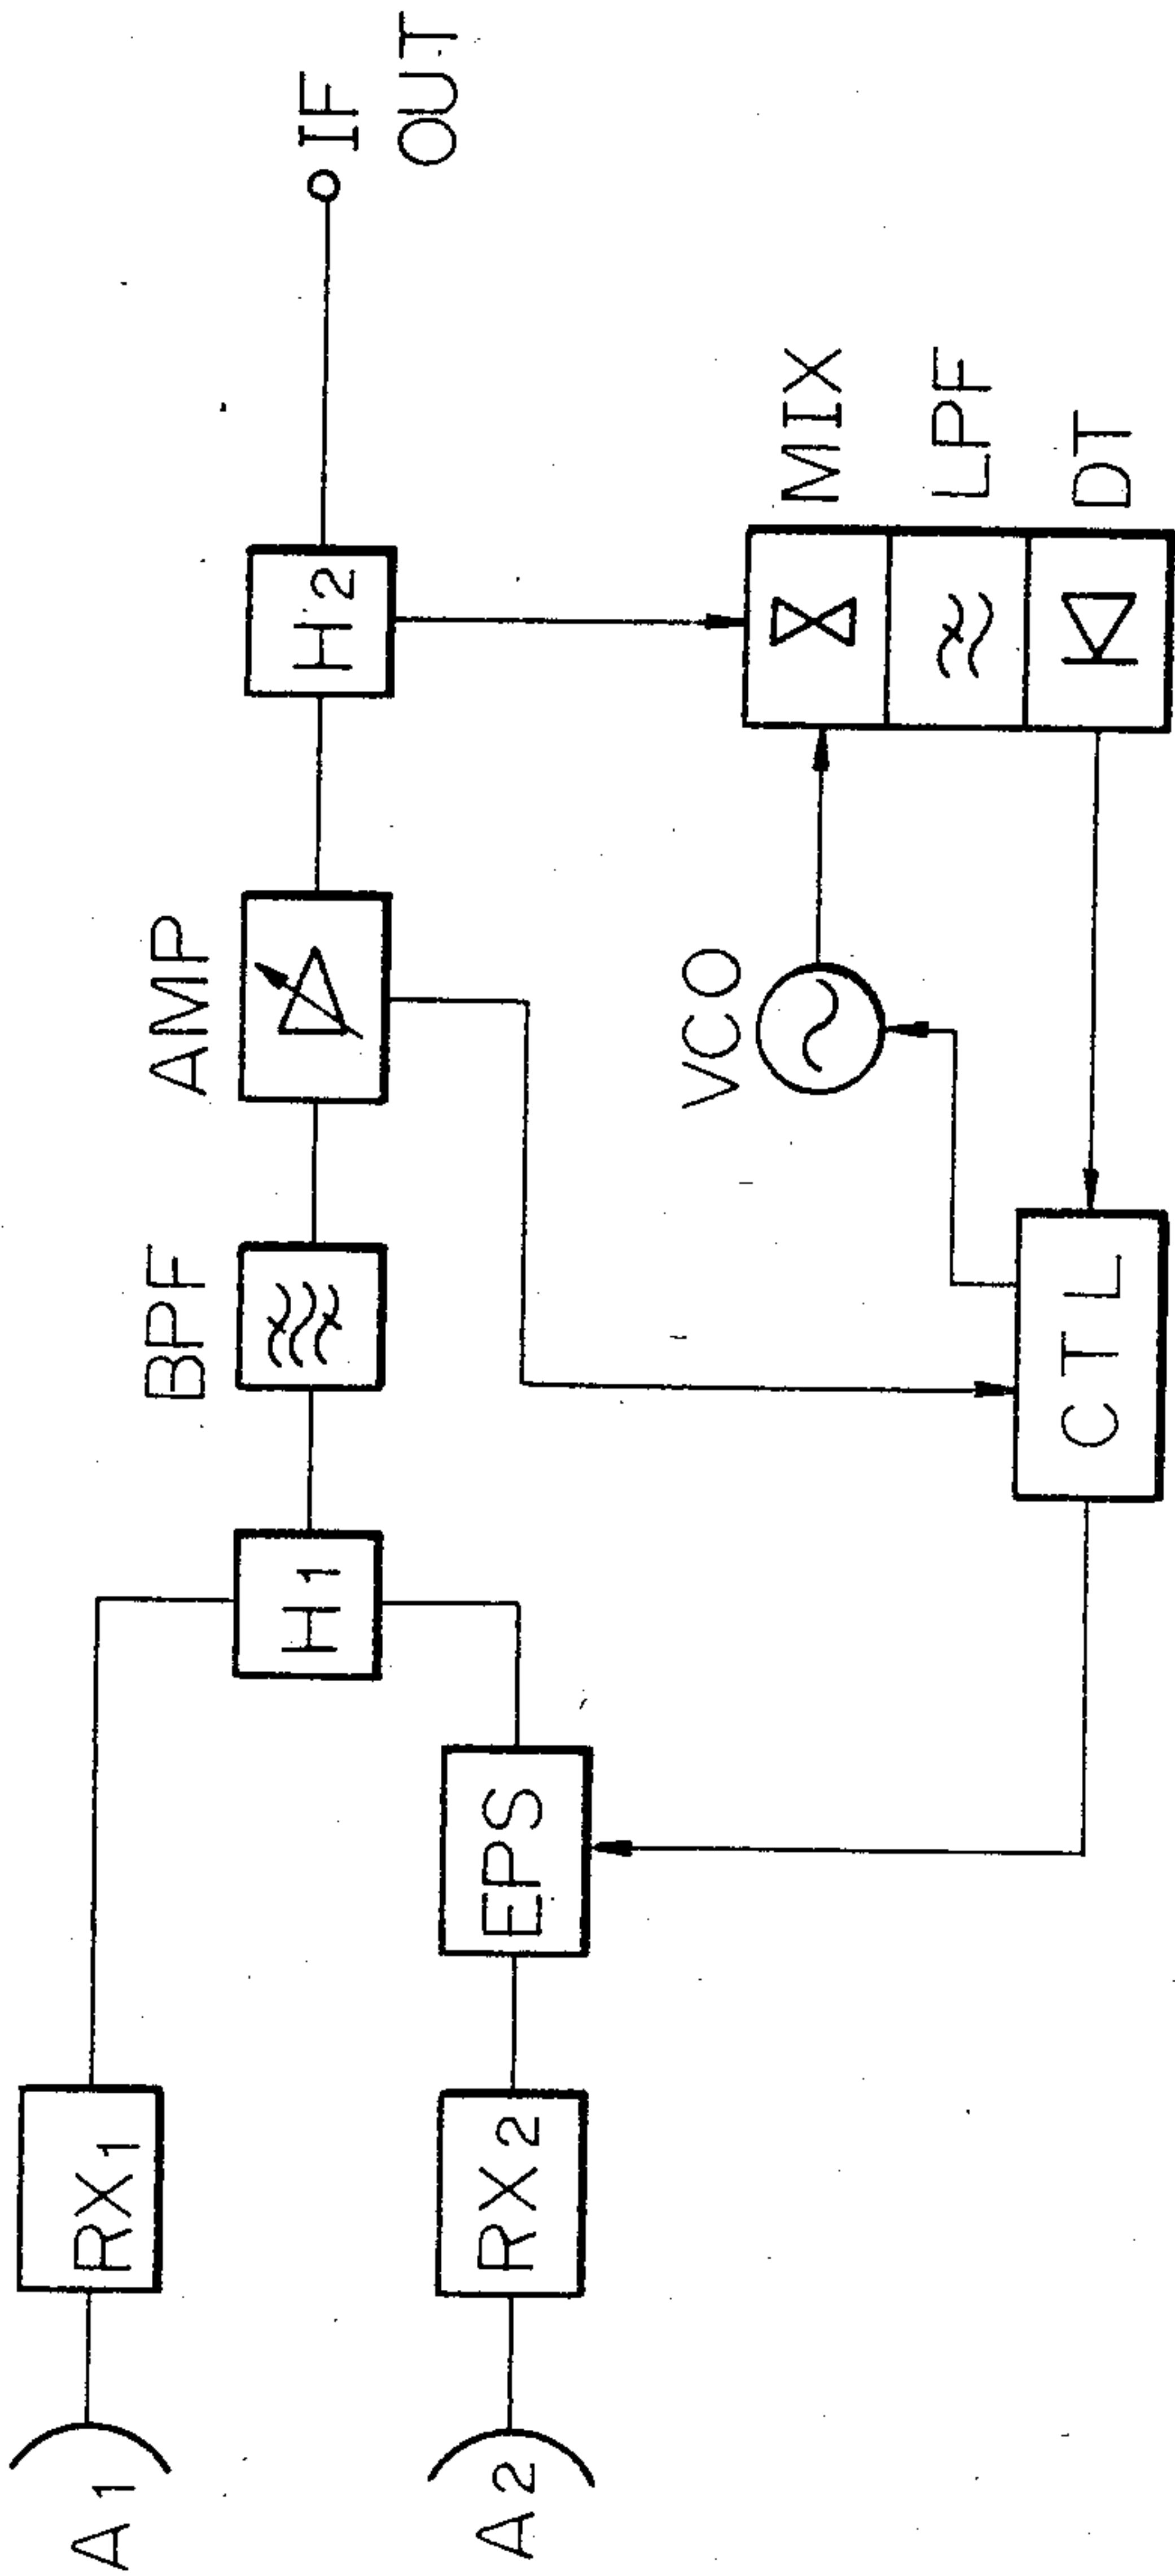 A1
RX1
A2
RX2
EPS
H1
BPF
AMP
H2
IF
OUT
VCO
MIX
LPF
DT
CTL